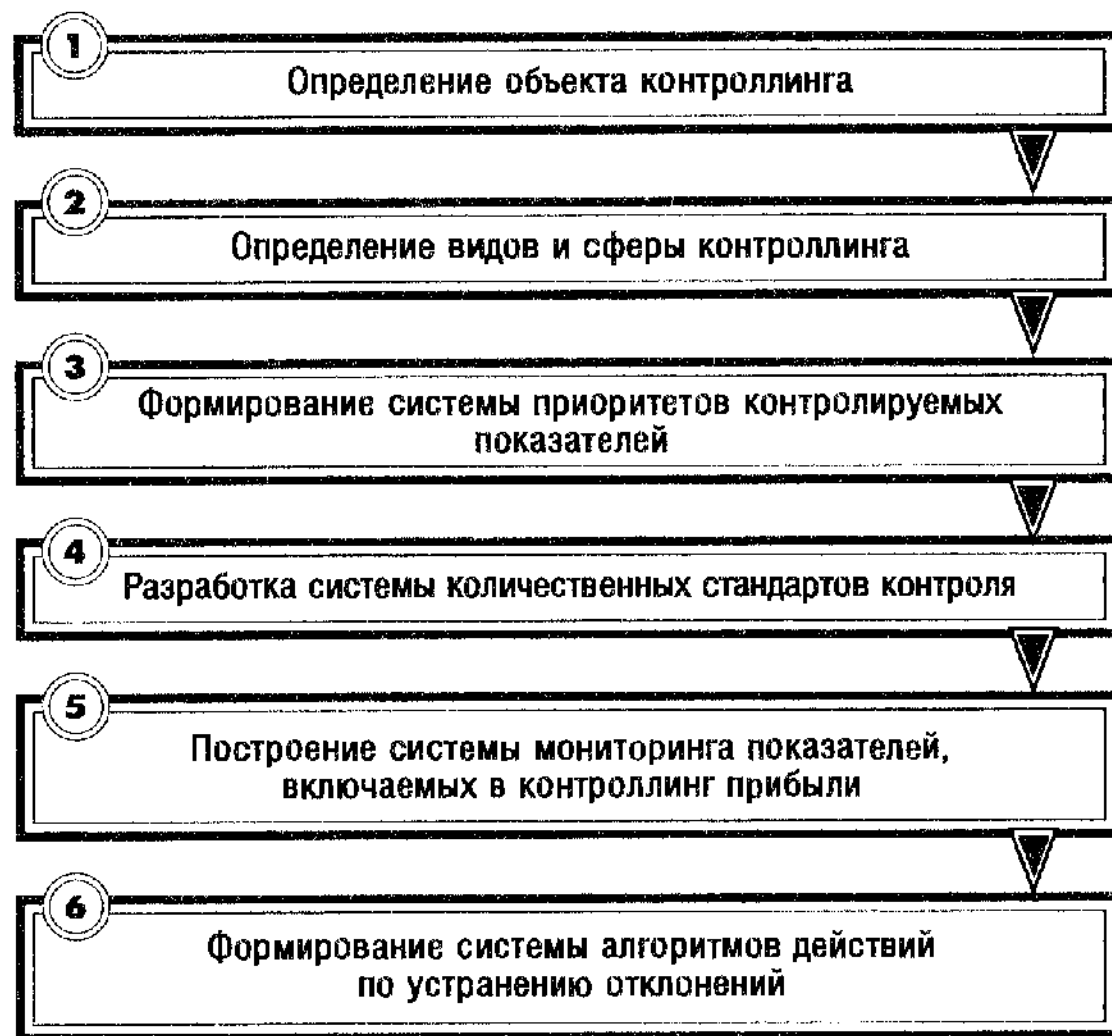 1
Определение объекта контроллинга
2
Определение видов и сферы контроллинга
3
Формирование системы приоритетов контролируемых
показателей
4
Разработка системы количественных стандартов контроля
5
Построение системы мониторинга показателей,
включаемых в контроллинг прибыли
6
Формирование системы алгоритмов действий
по устранению отклонений